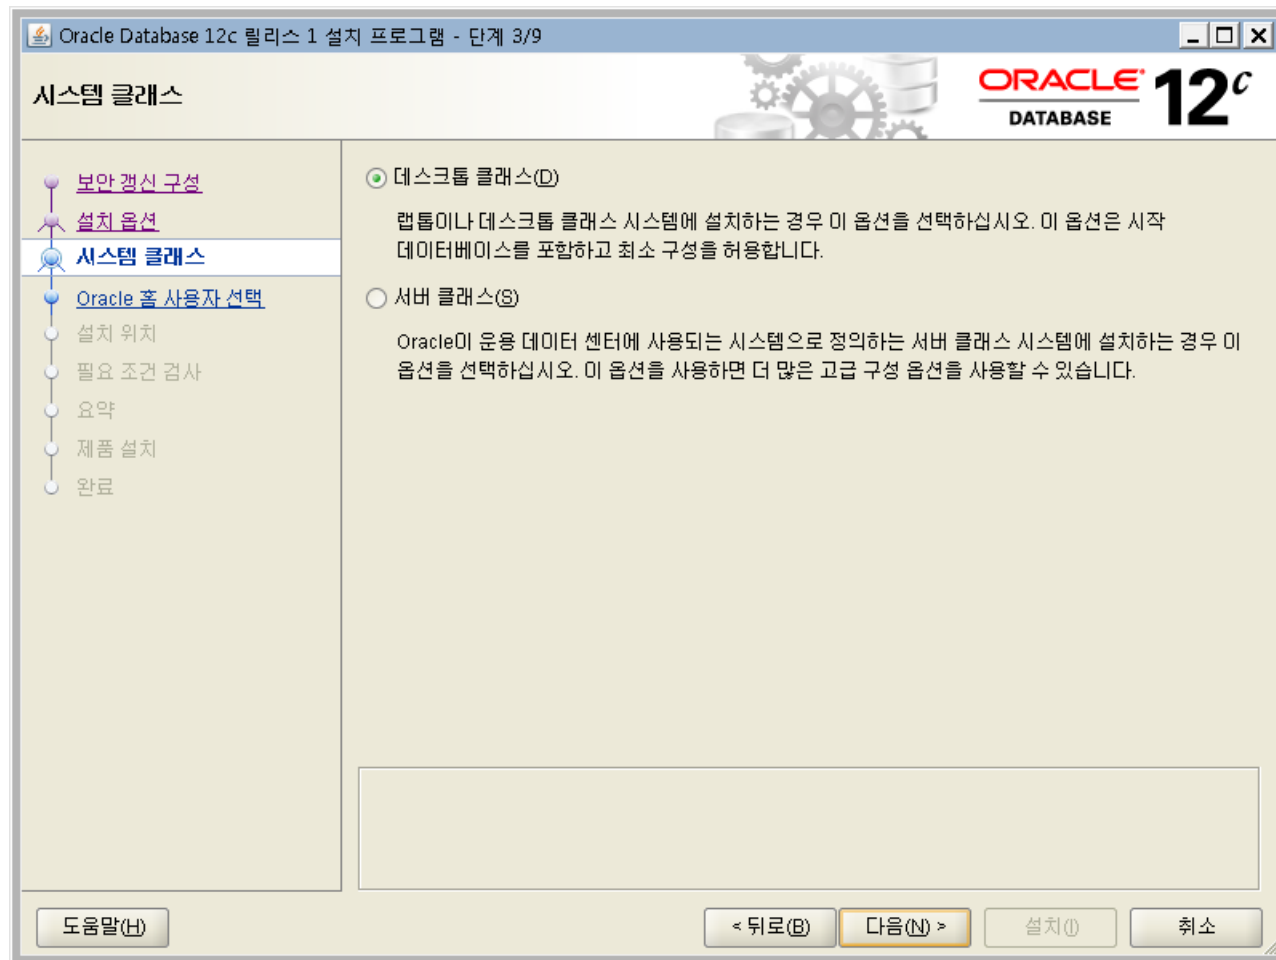 Oracle Database 12c 릴리스 1 설치 프로그램 - 단계 3/9
시스템 클래스
ORACLE
DATABASE
12c
보안 갱신 구성
설치 옵션
시스템 클래스
Oracle 홈 사용자 선택
설치 위치
필요 조건 검사
요약
제품 설치
완료
데스크톱 클래스(D)
랩톱이나 데스크톱 클래스 시스템에 설치하는 경우 이 옵션을 선택하십시오. 이 옵션은 시작
데이터베이스를 포함하고 최소 구성을 허용합니다.
서버 클래스(S)
Oracle이 운용 데이터 센터에 사용되는 시스템으로 정의하는 서버 클래스 시스템에 설치하는 경우 이
옵션을 선택하십시오. 이 옵션을 사용하면 더 많은 고급 구성 옵션을 사용할 수 있습니다.
도움말(H)
< 뒤로(B)
다음(N) >
설치(I)
취소